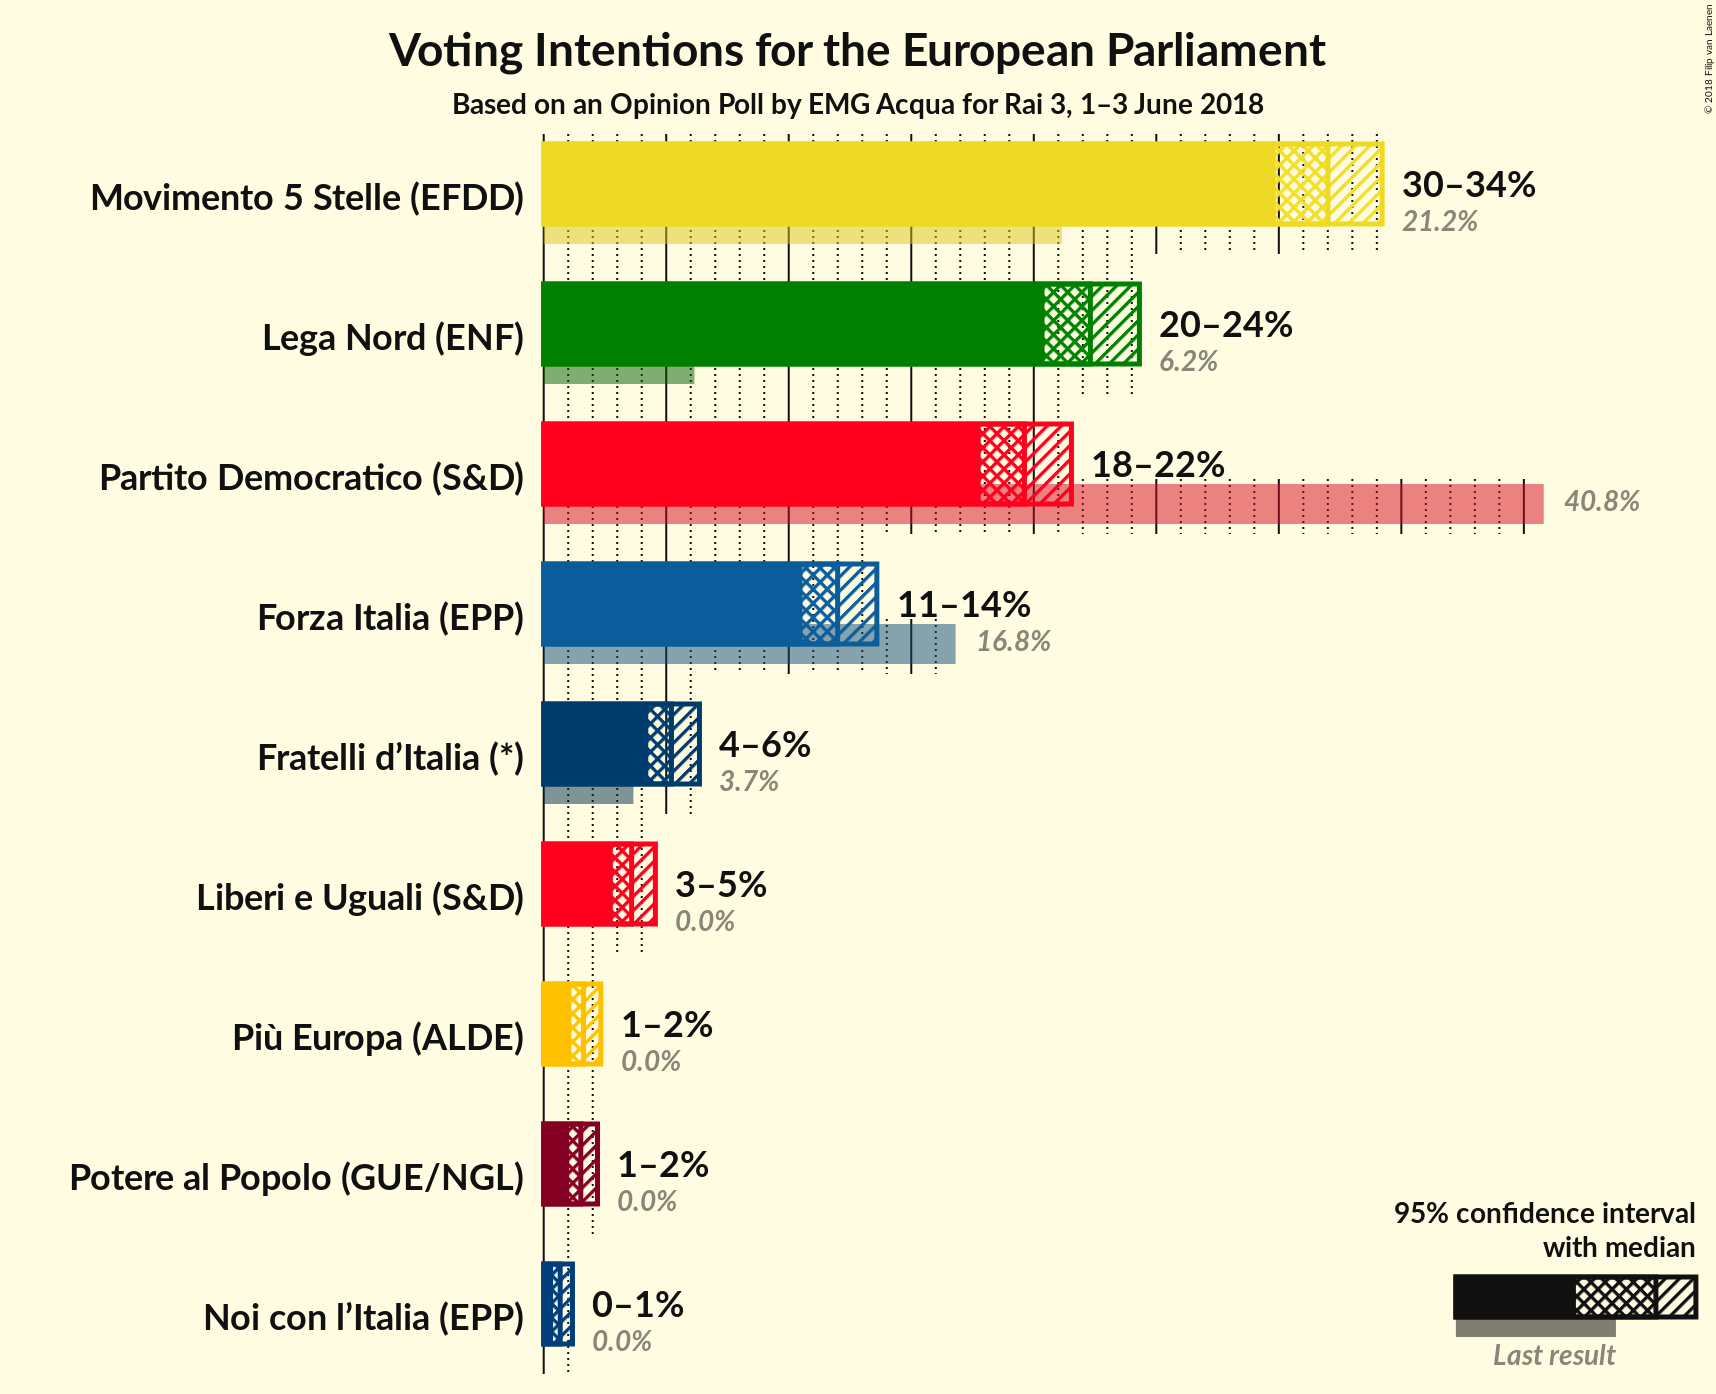 Voting Intentions for the European Parliament
Based on an Opinion Poll by EMG Acqua for Rai 3, 1–3 June 2018
© 2018 Filip van Laenen
Movimento 5 Stelle (EFDD)
30–34%
21.2%
Lega Nord (ENF)
20–24%
6.2%
Partito Democratico (S&D)
18–22%
40.8%
Forza Italia (EPP)
11–14%
16.8%
Fratelli d’Italia (*)
4–6%
3.7%
Liberi e Uguali (S&D)
3–5%
0.0%
Più Europa (ALDE)
1–2%
0.0%
Potere al Popolo (GUE/NGL)
1–2%
0.0%
Noi con l’Italia (EPP)
0–1%
0.0%
95% confidence interval
with median
Last result